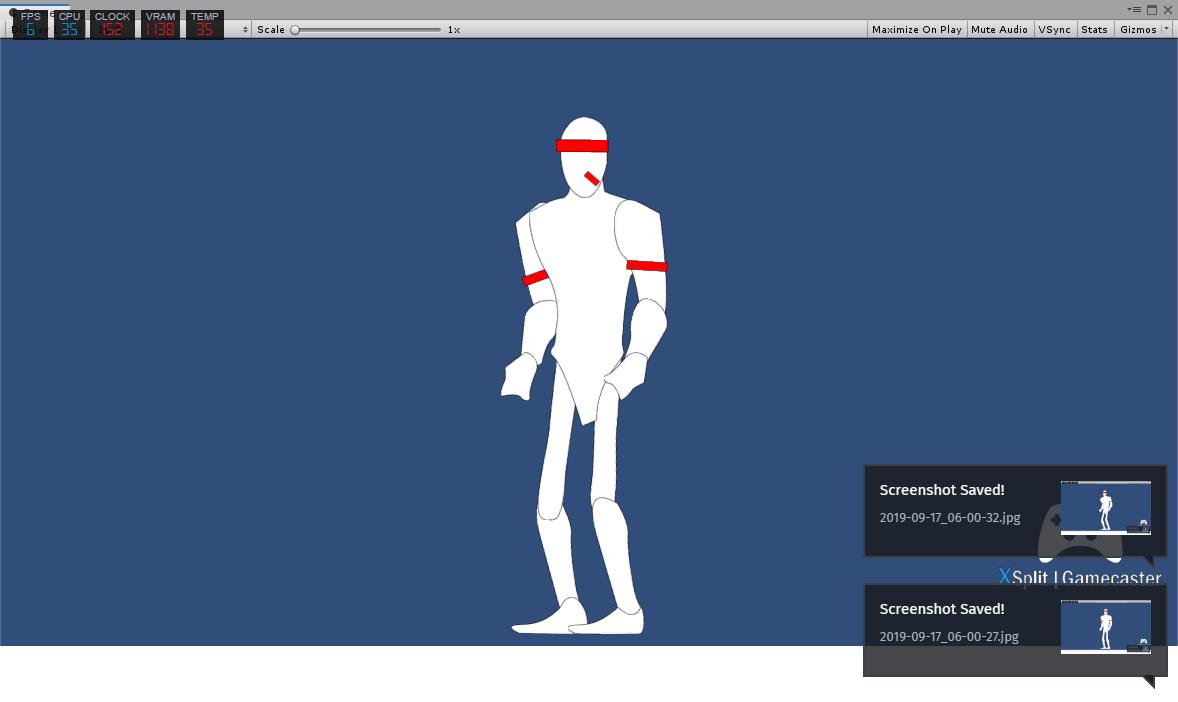 FPS CPU CLOCK VRAM TEMP
6 35 152 1138 35
Scale 1x Maximize On Play Mute Audio VSync Stats Gizmos
Screenshot Saved!
2019-09-17_06-00-32.jpg
XSplit | Gamecaster
Screenshot Saved!
2019-09-17_06-00-27.jpg